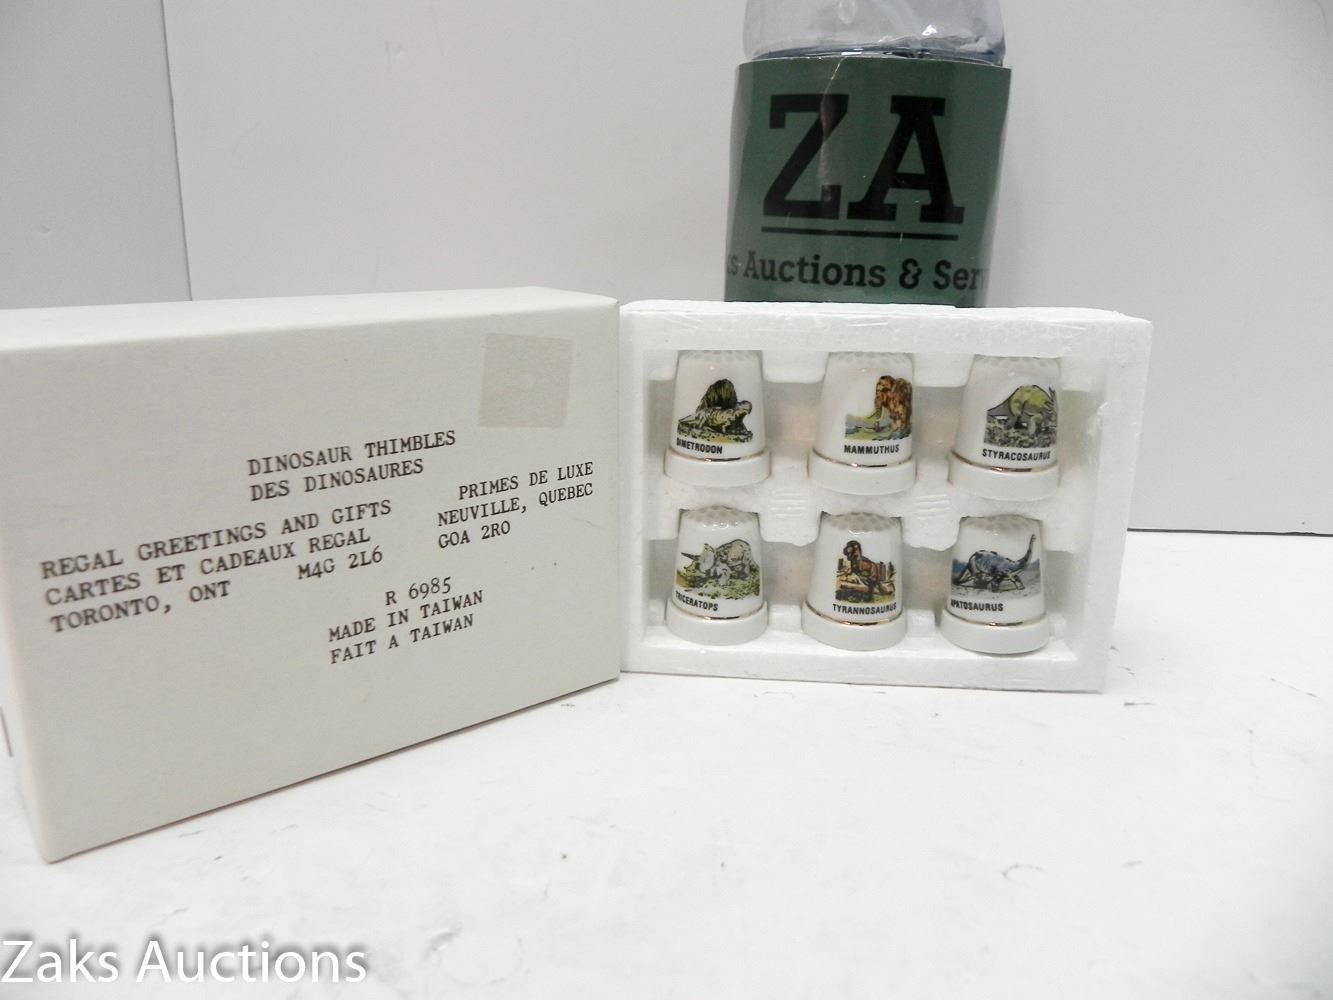 ZA
s Auctions & Serv
DINOSAUR THIMBLES
DES DINOSAURES
REGAL GREETINGS AND GIFTS
CARTES ET CADEAUX REGAL
TORONTO, ONT M4G 2L6
PRIMES DE LUXE
NEUVILLE, QUEBEC
GOA 2RO
R 6985
MADE IN TAIWAN
FAIT A TAIWAN
DIMETRODON
MAMMUTHUS
STYRACOSAURUS
TRICERATOPS
TYRANNOSAURUS
APATOSAURUS
Zaks Auctions